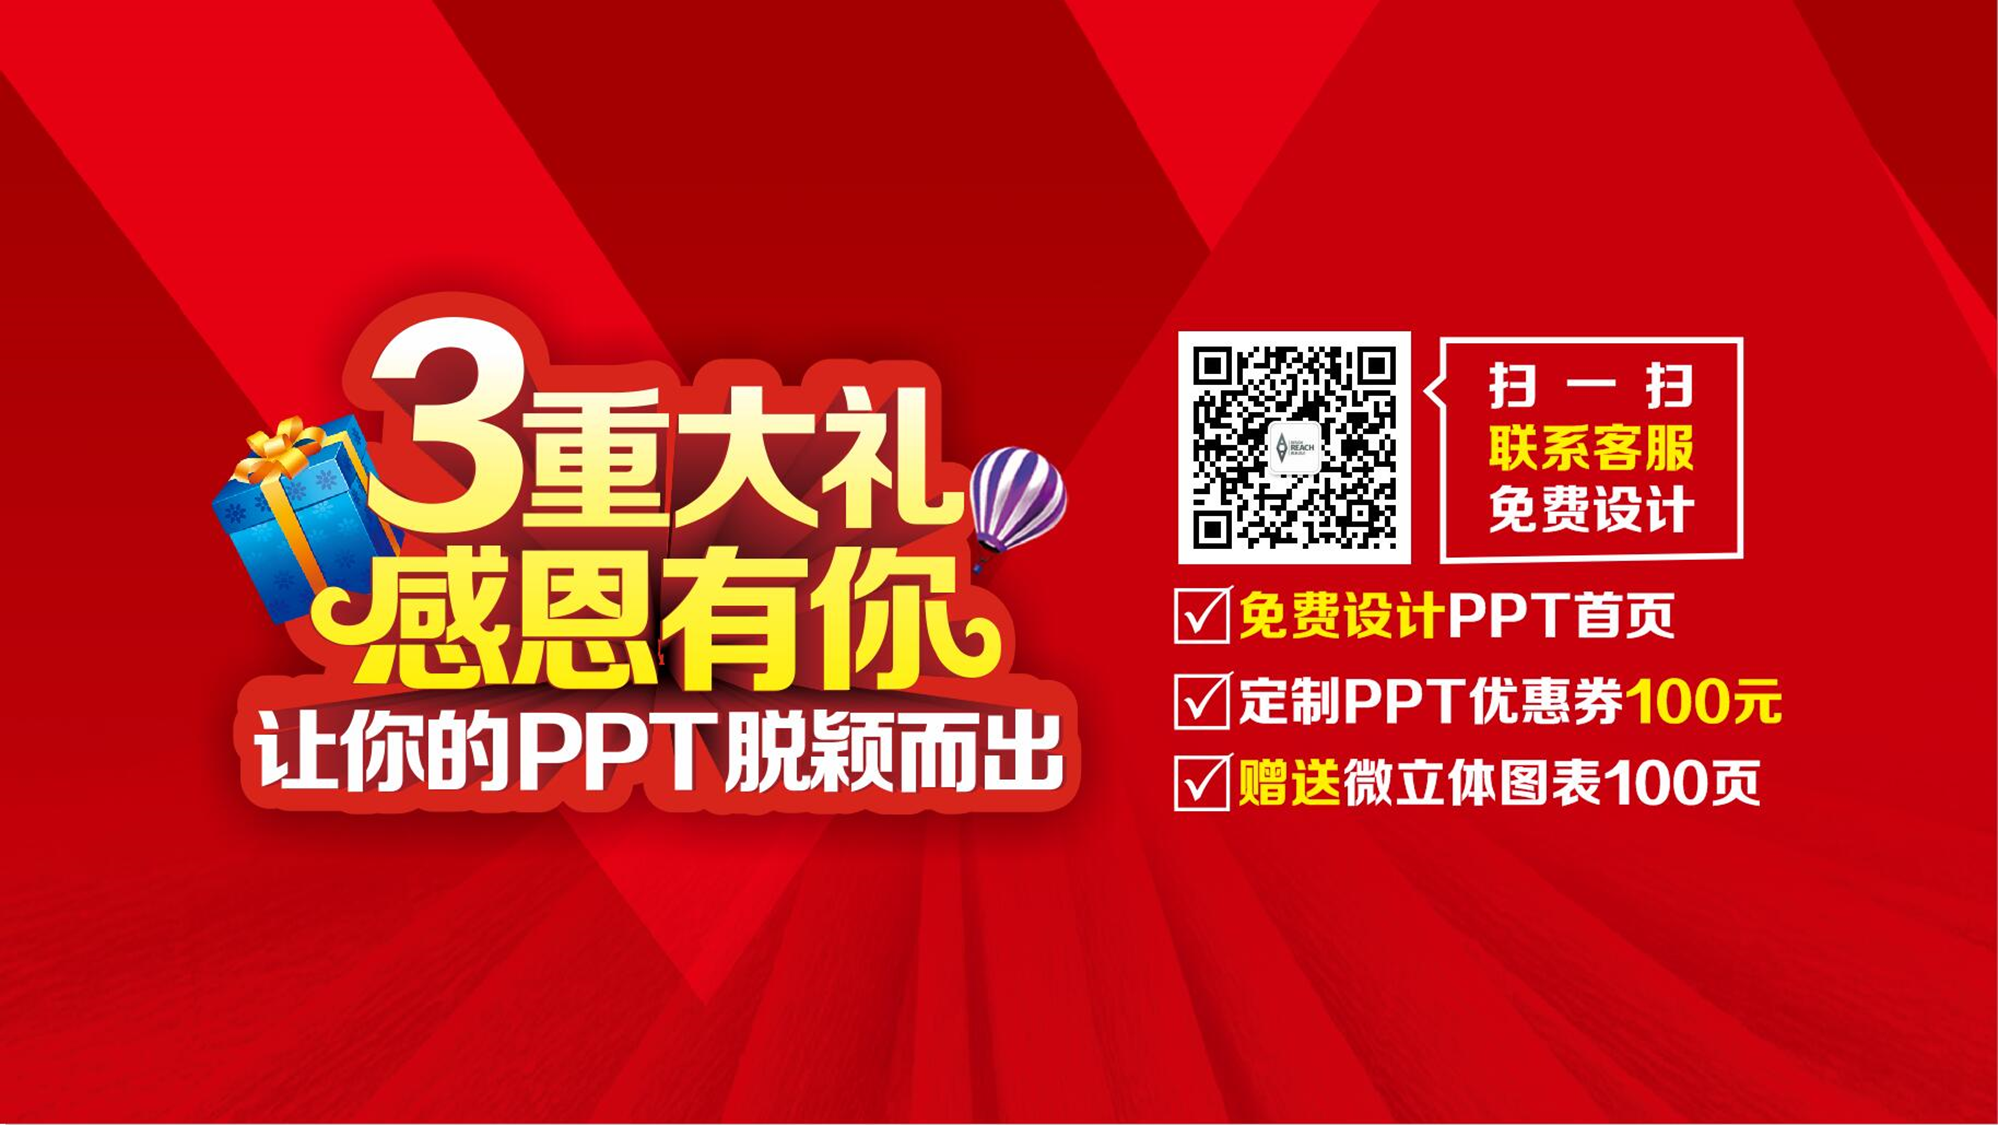 3重大礼
感恩有你
让你的PPT脱颖而出
REACH
扫一扫
联系客服
免费设计
免费设计PPT首页
定制PPT优惠券100元
赠送微立体图表100页